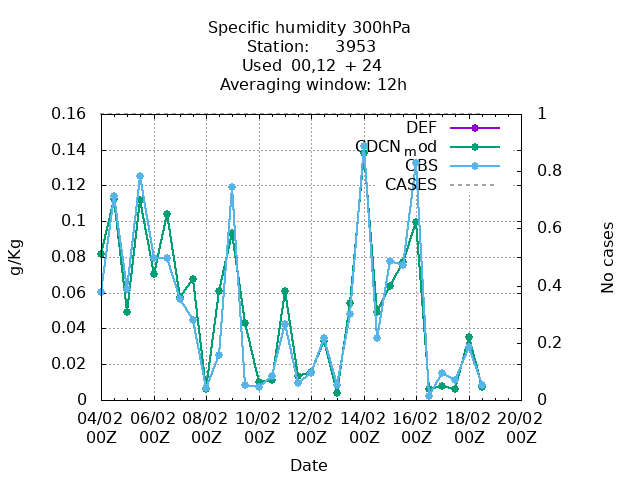 Specific humidity 300hPa
Station: 3953
Used 00,12 + 24
Averaging window: 12h
0.16
0.14
0.12
0.1
0.08
0.06
0.04
0.02
0
1
0.8
0.6
0.4
0.2
0
g/Kg
No cases
DEF
CDCN_mod
OBS
CASES
04/02 06/02 08/02 10/02 12/02 14/02 16/02 18/02 20/02
00Z 00Z 00Z 00Z 00Z 00Z 00Z 00Z 00Z
Date